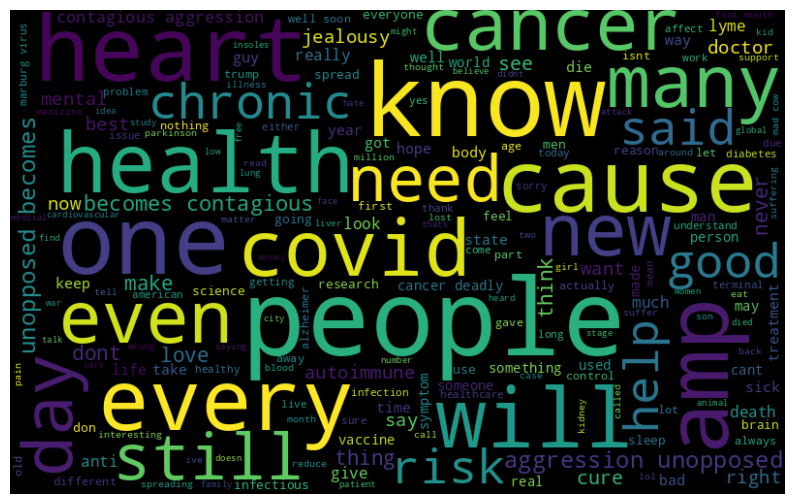 contagious aggression
well soon
everyone
affect
lyme
foot mouth
heart
cancer
jealousy
might
kid
insoles
guy
really
well
world
see
way
doctor
marburg virus
trump
spread
thought
believe
die
isnt
work
support
mental
problem
illness
chronic
hate
yes
didnt
know
many
medicine
idea
best
study
nothing
free
either
year
attack
said
global
mad cow
issue
parkinson
got
hope
men
age
today
reason
around
let
due
diabetes
unopposed becomes
health
low
read
lung
million
body
need
sorry
cause
suffering
now
becomes contagious
first
face
thank
feel
man
never
medical
cardiovascular
going
matter
liver
lost
thats
two
understand
person
one
covid
look
state
come
part
new
good
find
keep
make
getting
money
research
cancer deadly
girl
think
want
made
mean
much
terminal
women
eat
may
war
tell
american
science
city
alzheimer
people
heard
actually
suffer
son
died
treatment
even
talk
wrong
saying
blood
number
gave
long
stage
help
amp
back
pain
day
dont
love
care
life
take
healthy
away
autoimmune
something
use
used
case
control
cant
sick
every
live
infection
someone
healthcare
called
lot
death
animal
brain
don
interesting
month
sure
time
symptom
call
will
kidney
sleep
always
still
doesn
vaccine
say
thing
risk
aggression unopposed
old
anti
ive
reduce
give
real
cure
lol
bad
right
different
spreading
family
infectious
patient